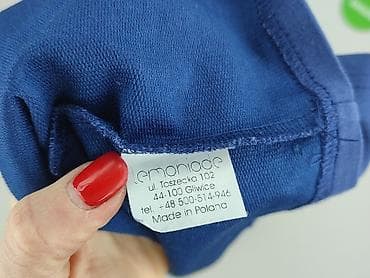 lemoniade
ul. Toszecka 102
44-100 Gliwice
tel. +48 500-514-946
Made in Poland